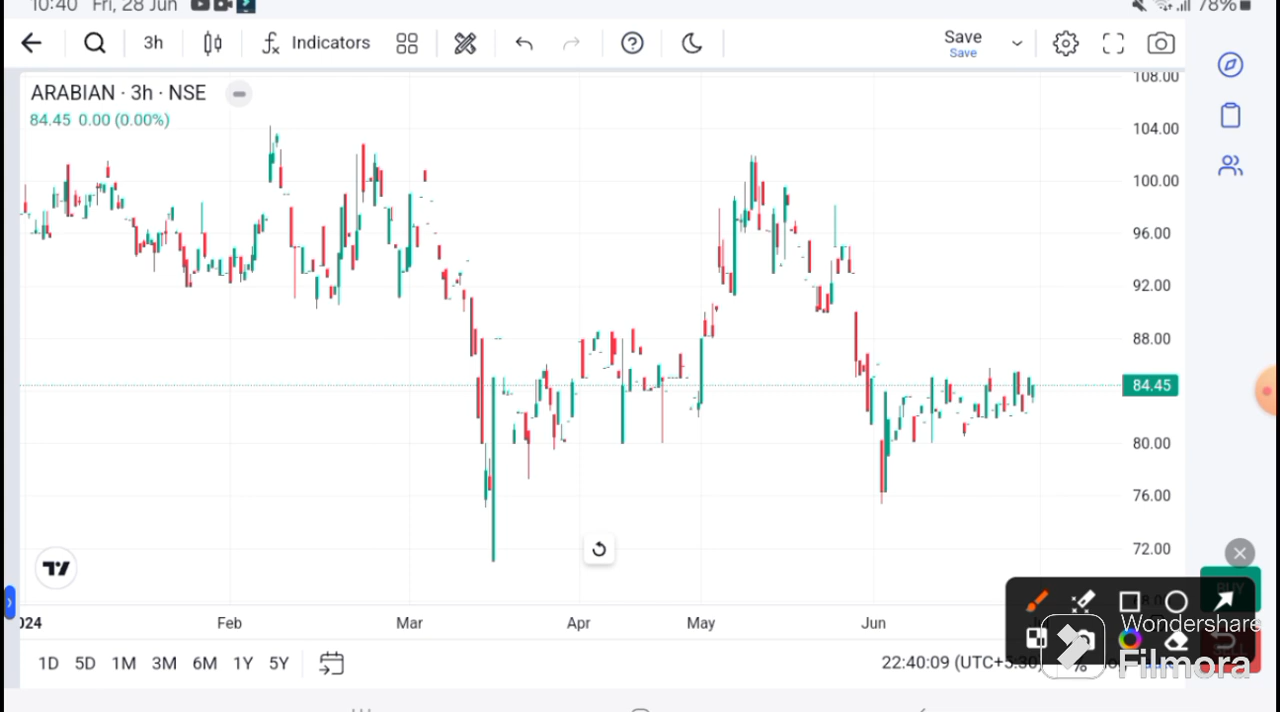 10:40 Fri, 28 Jun
78%
3h
Indicators
Save
Save
ARABIAN · 3h · NSE
84.45 0.00 (0.00%)
108.00
104.00
100.00
96.00
92.00
88.00
84.45
80.00
76.00
72.00
2024 Feb Mar Apr May Jun
1D 5D 1M 3M 6M 1Y 5Y
22:40:09 (UTC+5:30)
%
BUY
Wondershare
Filmora